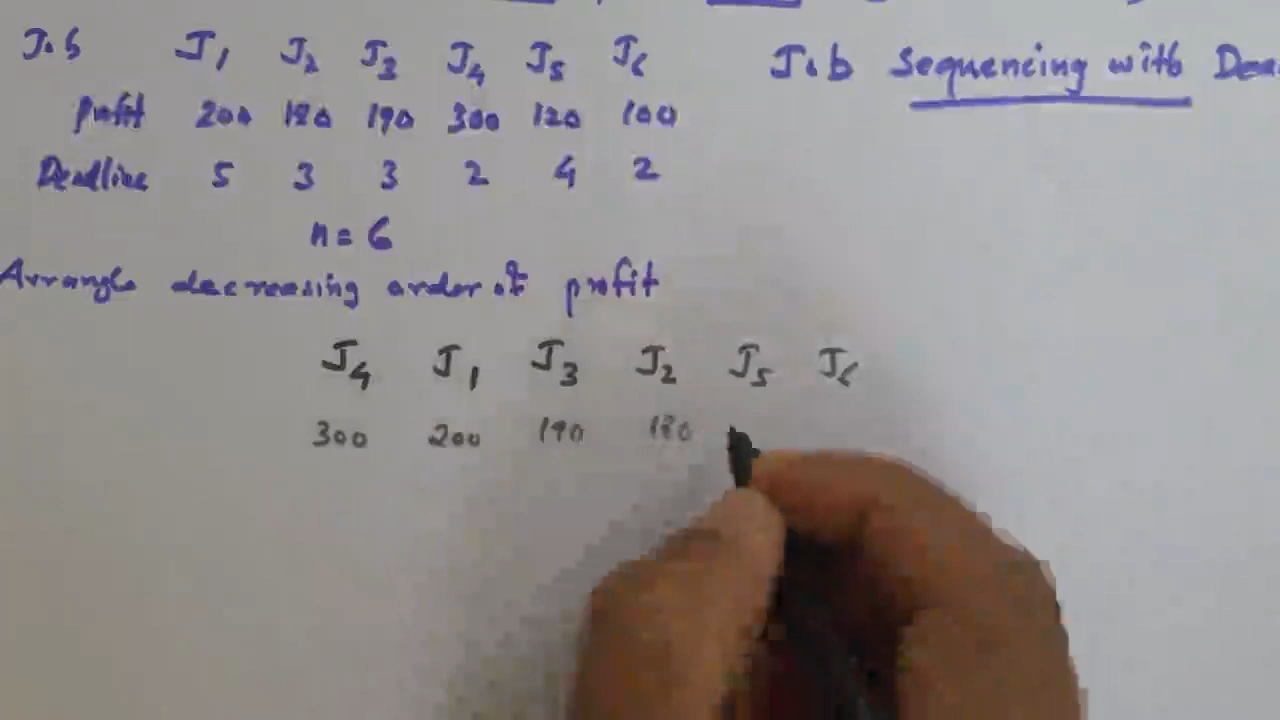 Job J1 J2 J3 J4 J5 J6
Job Sequencing with Dea
Profit 200 180 190 300 120 100
Deadline 5 3 3 2 4 2
n = 6
Arrange decreasing order of profit
J4 J1 J3 J2 J5 J6
300 200 190 180